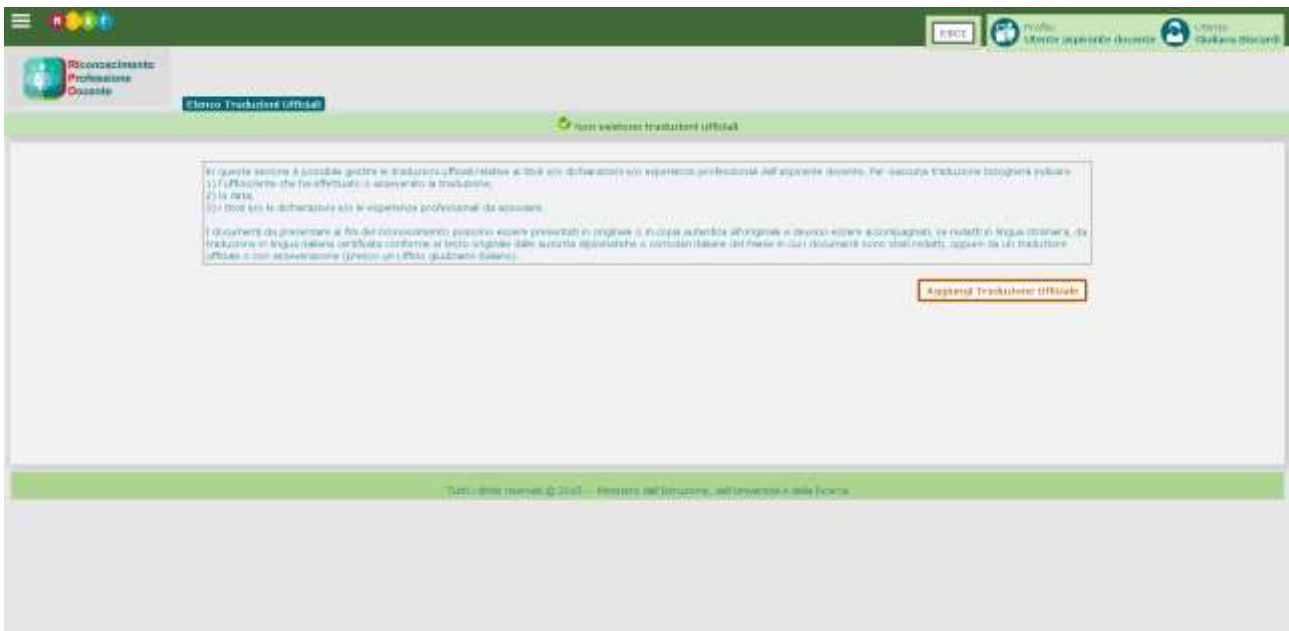 MIUR
ESCI
Profilo:
Utente aspirante docente
Utente:
Giuliana Biscardi
Riconoscimento
Professione
Docente
Elenco Traduzioni Ufficiali
Non esistono traduzioni ufficiali
In questa sezione è possibile gestire le traduzioni ufficiali relative ai titoli e/o dichiarazioni e/o esperienze professionali dell'aspirante docente. Per ciascuna traduzione bisognerà indicare:
1) l'ufficio/ente che ha effettuato o asseverato la traduzione;
2) la data;
3) i titoli e/o le dichiarazioni e/o le esperienze professionali da associare.
I documenti da presentare ai fini del riconoscimento possono essere presentati in originale o in copia autentica all'originale e devono essere accompagnati, se redatti in lingua straniera, da
traduzione in lingua italiana certificata conforme al testo originale dalle autorità diplomatiche o consolari italiane del Paese in cui i documenti sono stati redatti, oppure da un traduttore
ufficiale o con asseverazione (presso un Ufficio giudiziario italiano).
Aggiungi Traduzione Ufficiale
Tutti i diritti riservati © - Ministero dell'Istruzione, dell'Università e della Ricerca